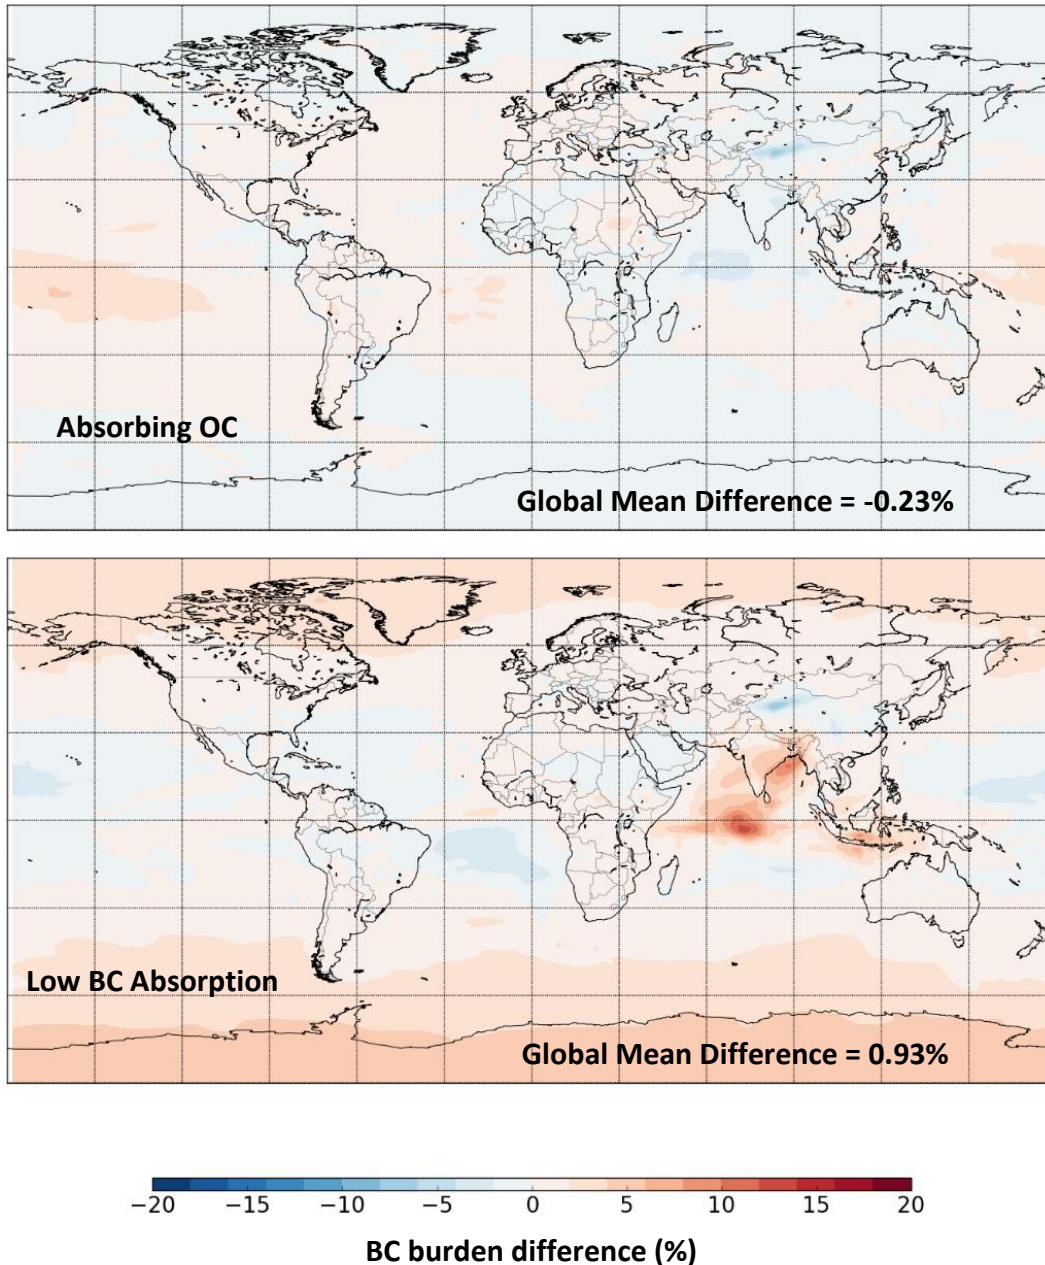 Absorbing OC
Global Mean Difference = -0.23%
Low BC Absorption
Global Mean Difference = 0.93%
−20 −15 −10 −5 0 5 10 15 20
BC burden difference (%)